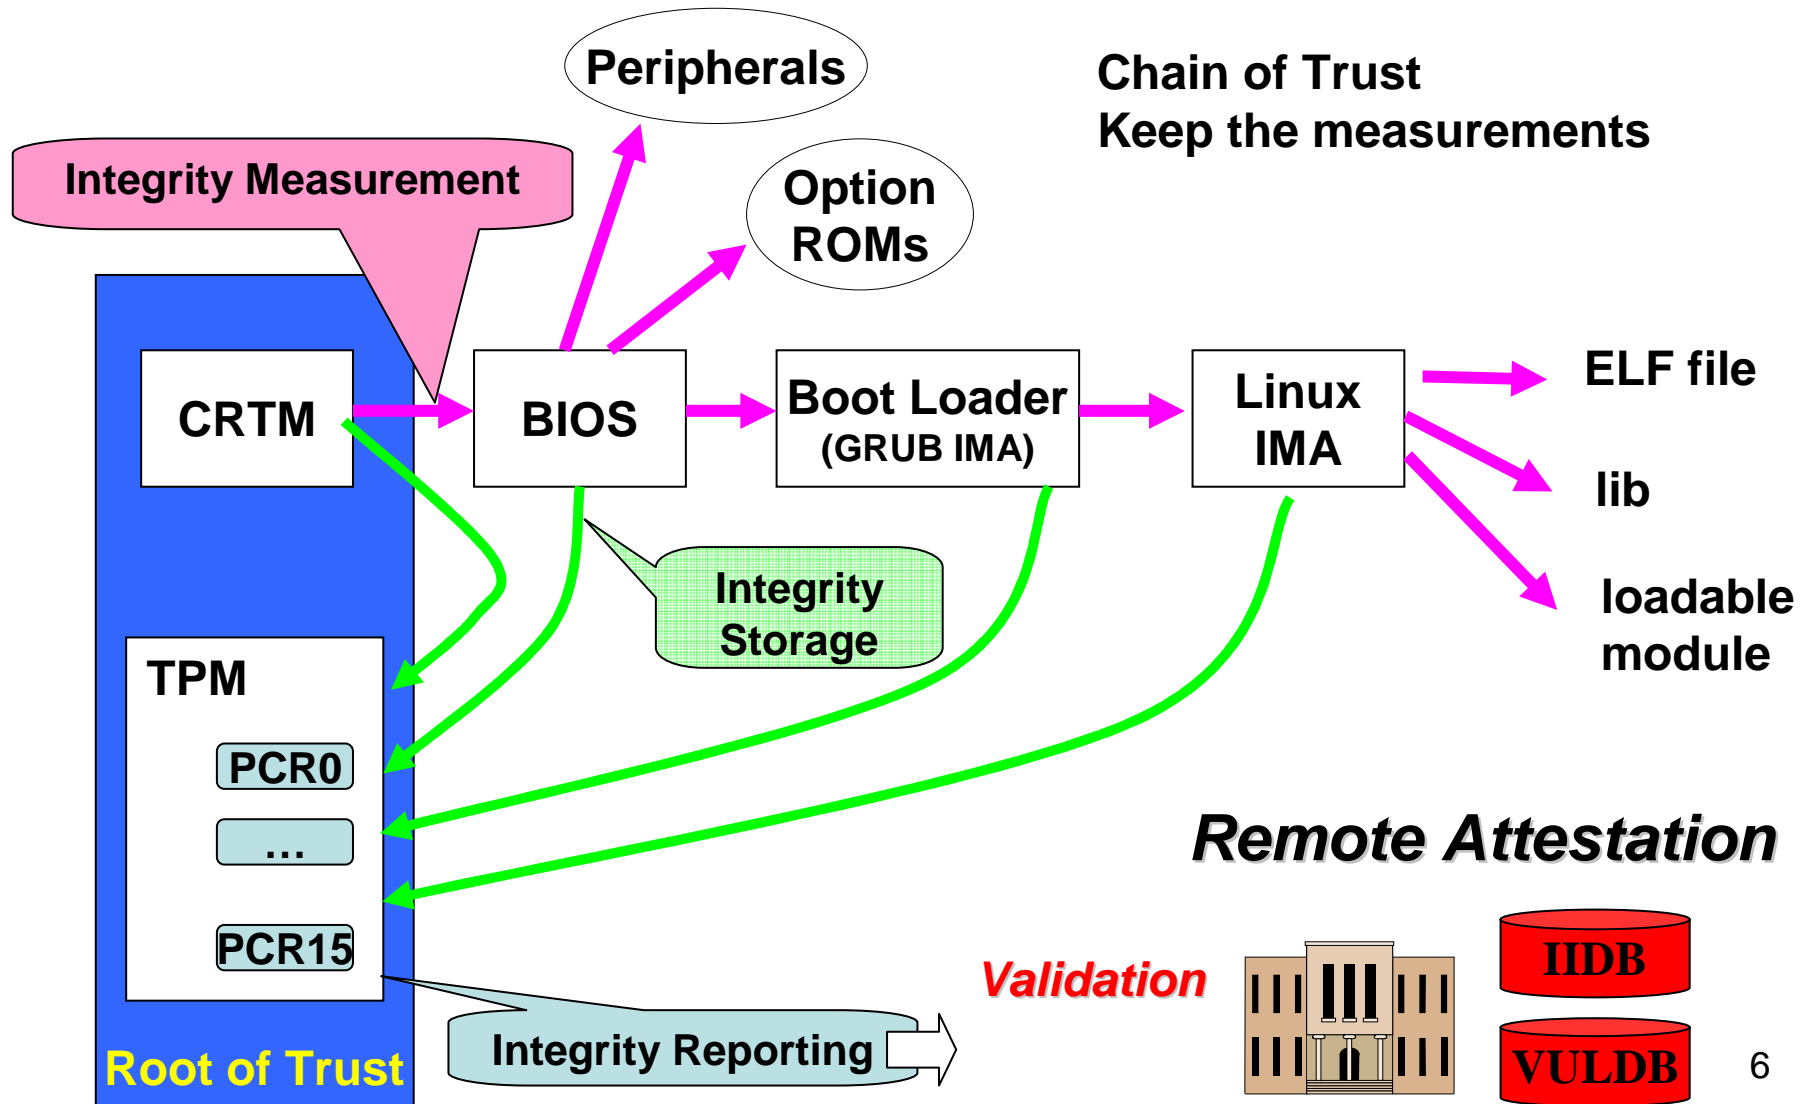 Peripherals
Chain of Trust
Keep the measurements
Integrity Measurement
Option
ROMs
CRTM
BIOS
Boot Loader
(GRUB IMA)
Linux
IMA
ELF file
lib
loadable
module
Integrity
Storage
TPM
PCR0
...
PCR15
Root of Trust
Integrity Reporting
Remote Attestation
Validation
IIDB
VULDB
6